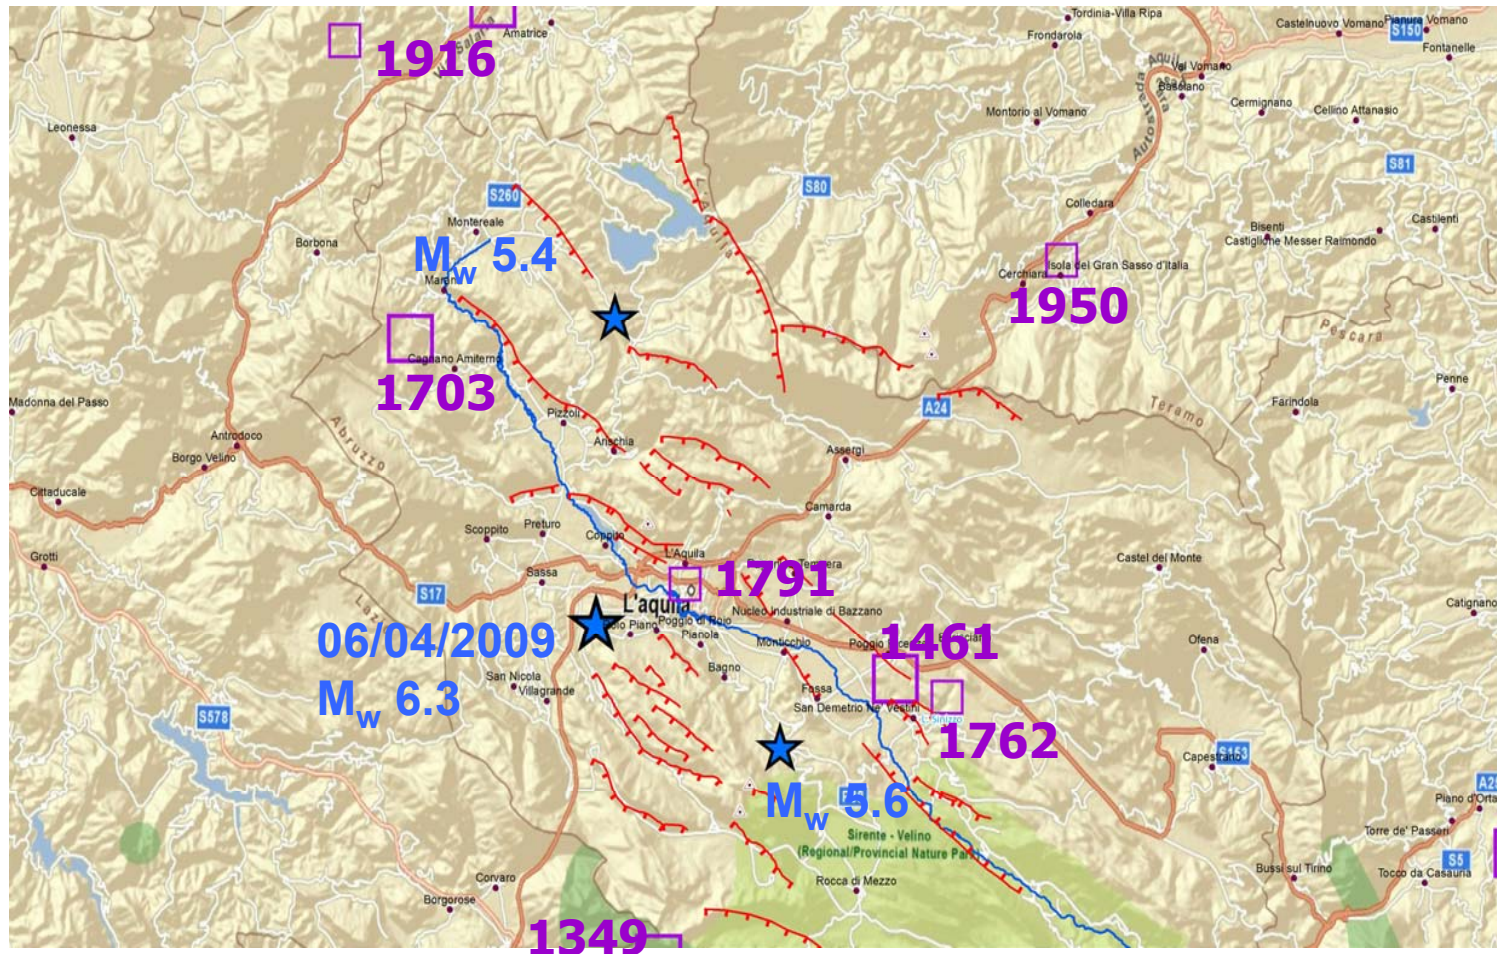 Tordinia-Villa Ripa
Castelnuovo Vomano
Pianura Vomano
S150
Amatrice
Frondarola
1916
Fontanelle
Val Vomano
Basciano
Cermignano
Cellino Attanasio
Montorio al Vomano
Leonessa
Autostrada
S81
S80
S260
L'Aquila
Colledara
Montereale
Castilenti
Bisenti
Castiglione Messer Raimondo
Borbona
Mw 5.4
Isola del Gran Sasso d'Italia
Cerchiara
Marana
1950
Pescara
Cagnano Amiterno
1703
Penne
Madonna del Passo
Pizzoli
A24
Teramo
Farindola
Abruzzo
Antrodoco
Arischia
Assergi
Borgo Velino
Cittaducale
Camarda
Scoppito
Preturo
Coppito
Grotti
L'Aquila
Castel del Monte
Sassa
1791
S17
L'aquila
Nucleo Industriale di Bazzano
Catignano
Poggio di Roio
Pianola
Monticchio
06/04/2009
1461
Ofena
Bagno
San Nicola
Villagrande
Fossa
Mw 6.3
San Demetrio Ne' Vestini
L. Sinizzo
S578
1762
S153
Capestrano
Mw 5.6
Piano d'Orta
Sirente - Velino
(Regional/Provincial Nature Park)
Torre de' Passeri
S5
Bussi sul Tirino
Tocco da Casauria
Corvaro
Rocca di Mezzo
Borgorose
1349